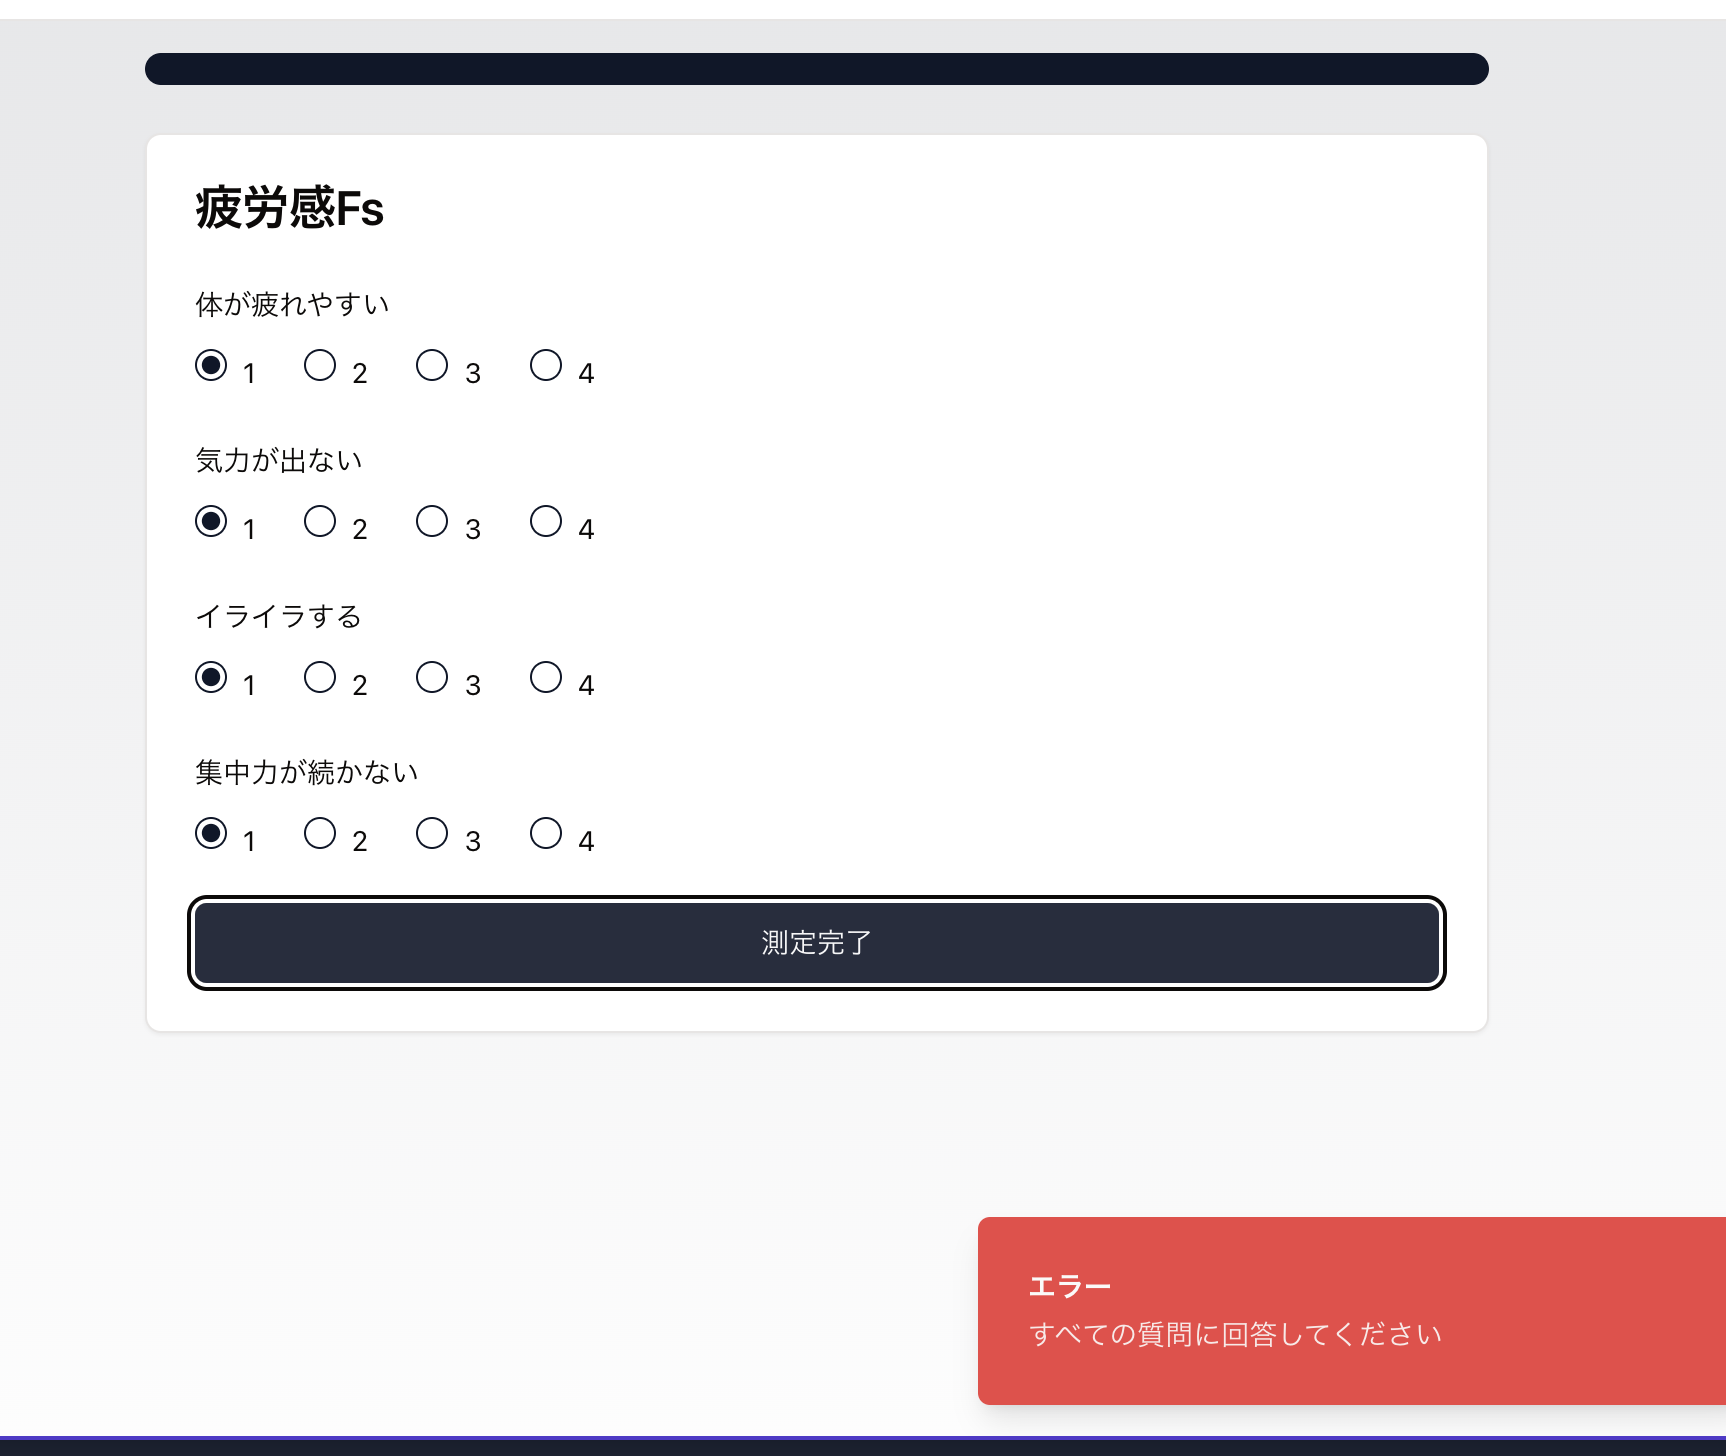 疲労感Fs
体が疲れやすい
1 2 3 4
気力が出ない
1 2 3 4
イライラする
1 2 3 4
集中力が続かない
1 2 3 4
測定完了
エラー
すべての質問に回答してください